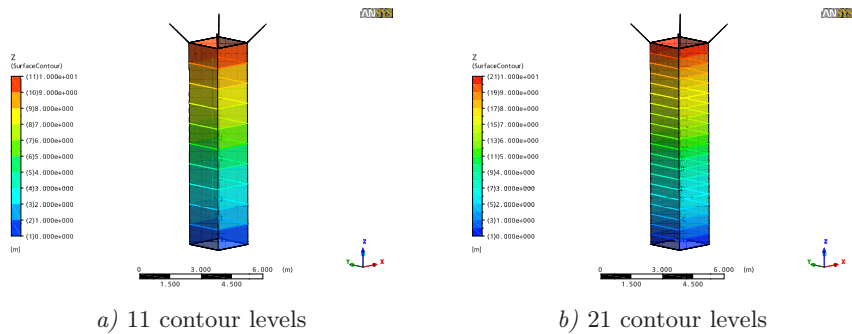 ANSYS
Z
(SurfaceContour)
(11)1.000e+001
(10)9.000e+000
(9)8.000e+000
(8)7.000e+000
(7)6.000e+000
(6)5.000e+000
(5)4.000e+000
(4)3.000e+000
(3)2.000e+000
(2)1.000e+000
(1)0.000e+000
[m]
0 3.000 6.000 (m)
1.500 4.500
Z
Y X
a) 11 contour levels
ANSYS
Z
(SurfaceContour)
(21)1.000e+001
(19)9.000e+000
(17)8.000e+000
(15)7.000e+000
(13)6.000e+000
(11)5.000e+000
(9)4.000e+000
(7)3.000e+000
(5)2.000e+000
(3)1.000e+000
(1)0.000e+000
[m]
0 3.000 6.000 (m)
1.500 4.500
Z
Y X
b) 21 contour levels